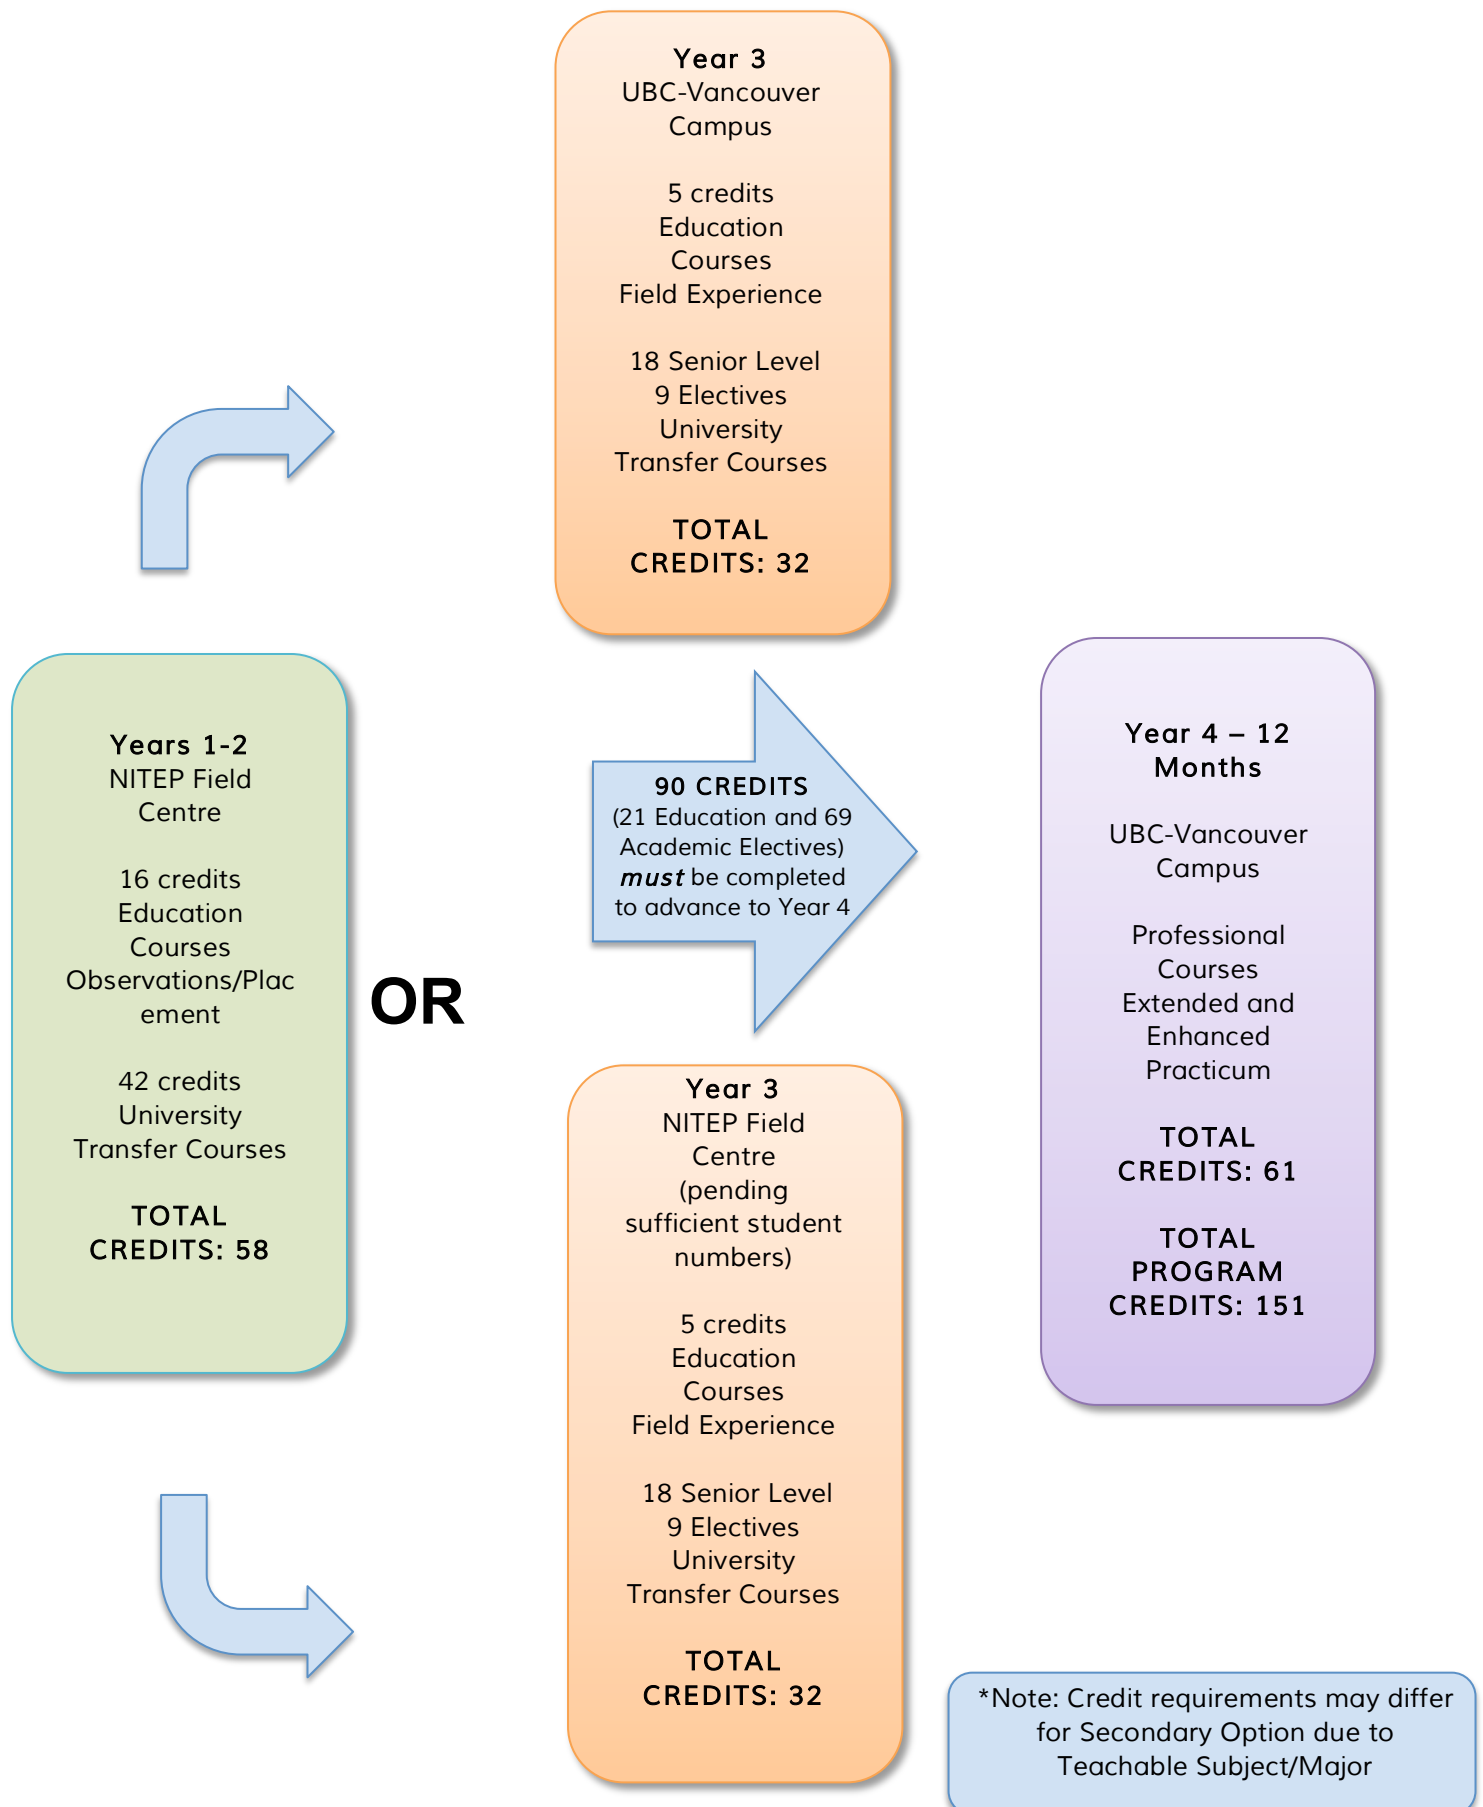 Year 3
UBC-Vancouver
Campus
5 credits
Education
Courses
Field Experience
18 Senior Level
9 Electives
University
Transfer Courses
TOTAL
CREDITS: 32
Years 1-2
NITEP Field
Centre
16 credits
Education
Courses
Observations/Plac
ement
42 credits
University
Transfer Courses
TOTAL
CREDITS: 58
OR
90 CREDITS
(21 Education and 69
Academic Electives)
must be completed
to advance to Year 4
Year 3
NITEP Field
Centre
(pending
sufficient student
numbers)
5 credits
Education
Courses
Field Experience
18 Senior Level
9 Electives
University
Transfer Courses
TOTAL
CREDITS: 32
Year 4 – 12
Months
UBC-Vancouver
Campus
Professional
Courses
Extended and
Enhanced
Practicum
TOTAL
CREDITS: 61
TOTAL
PROGRAM
CREDITS: 151
*Note: Credit requirements may differ
for Secondary Option due to
Teachable Subject/Major